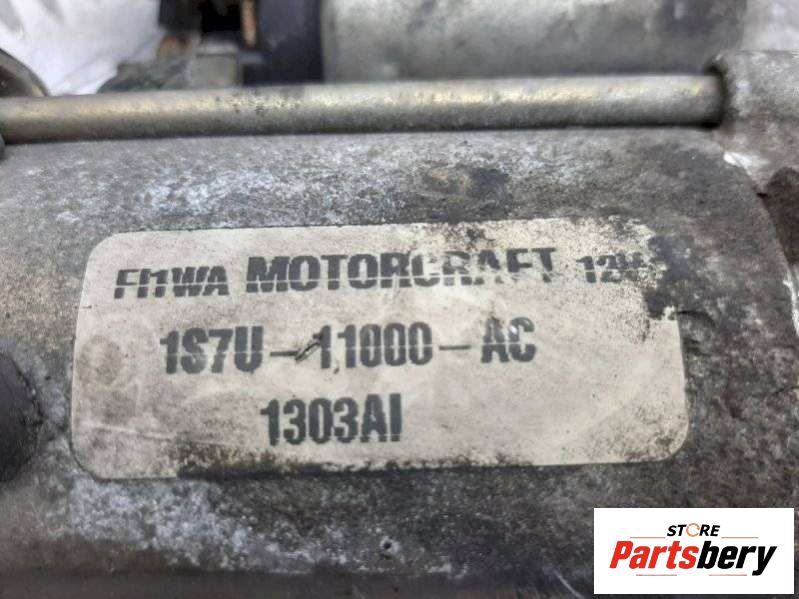 FI1WA MOTORCRAFT 12V
1S7U-11000-AC
1303AI
STORE
Partsbery